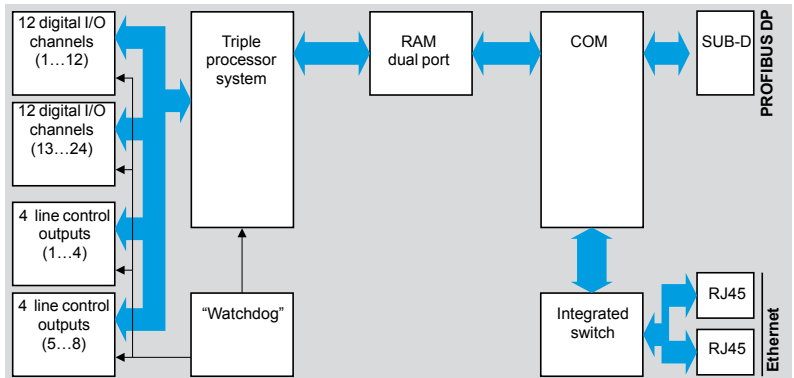 12 digital I/O
channels
(1…12)
12 digital I/O
channels
(13…24)
4 line control
outputs
(1…4)
4 line control
outputs
(5…8)
Triple
processor
system
“Watchdog”
RAM
dual port
COM
Integrated
switch
SUB-D
PROFIBUS DP
RJ45
RJ45
Ethernet